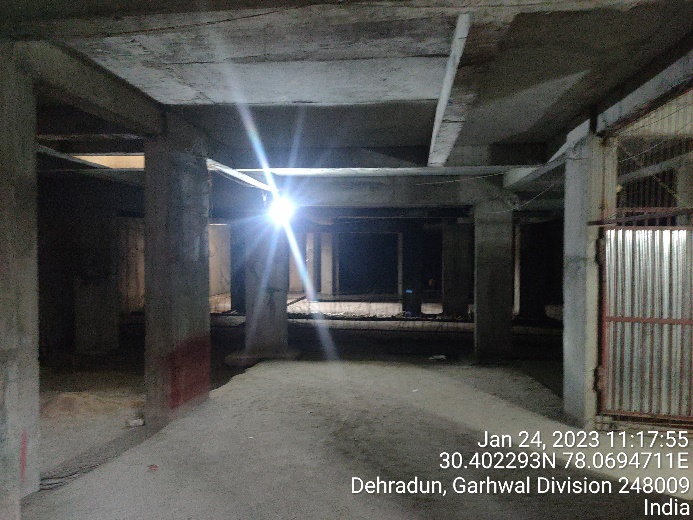 Jan 24, 2023 11:17:55
30.402293N 78.0694711E
Dehradun, Garhwal Division 248009
India